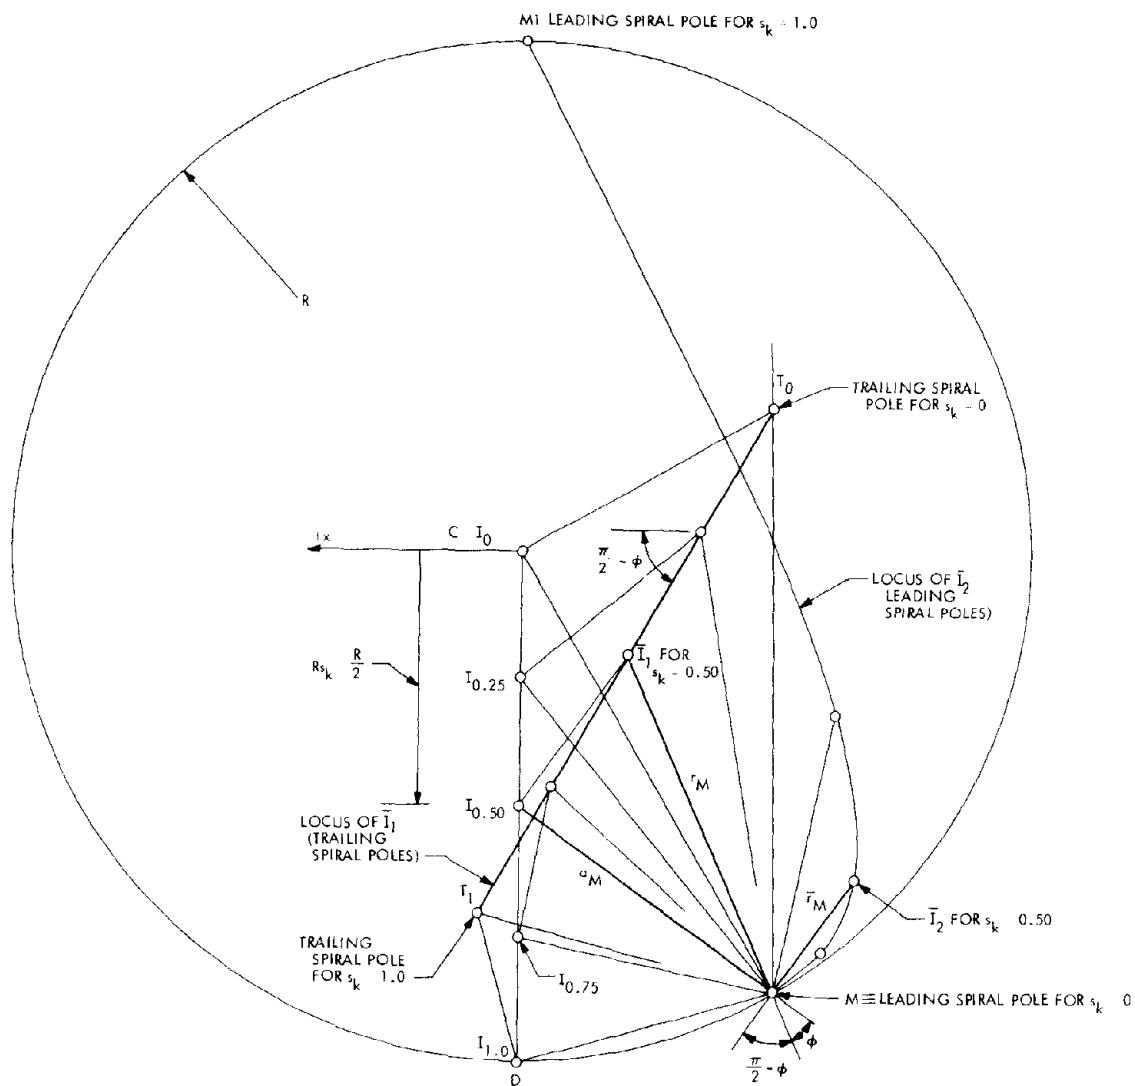 M1 LEADING SPIRAL POLE FOR s_k = 1.0
R
T_0
TRAILING SPIRAL
POLE FOR s_k = 0
C I_0
1x
π/2 - φ
LOCUS OF Ī_2
LEADING
SPIRAL POLES)
Rs_k R/2
I_0.25
Ī_1 FOR
s_k = 0.50
r_M
I_0.50
LOCUS OF Ī_1
(TRAILING
SPIRAL POLES)
a_M
T_1
r̄_M
Ī_2 FOR s_k 0.50
TRAILING
SPIRAL POLE
FOR s_k 1.0
I_0.75
M≡LEADING SPIRAL POLE FOR s_k 0
I_1.0
D
φ
π/2 - φ